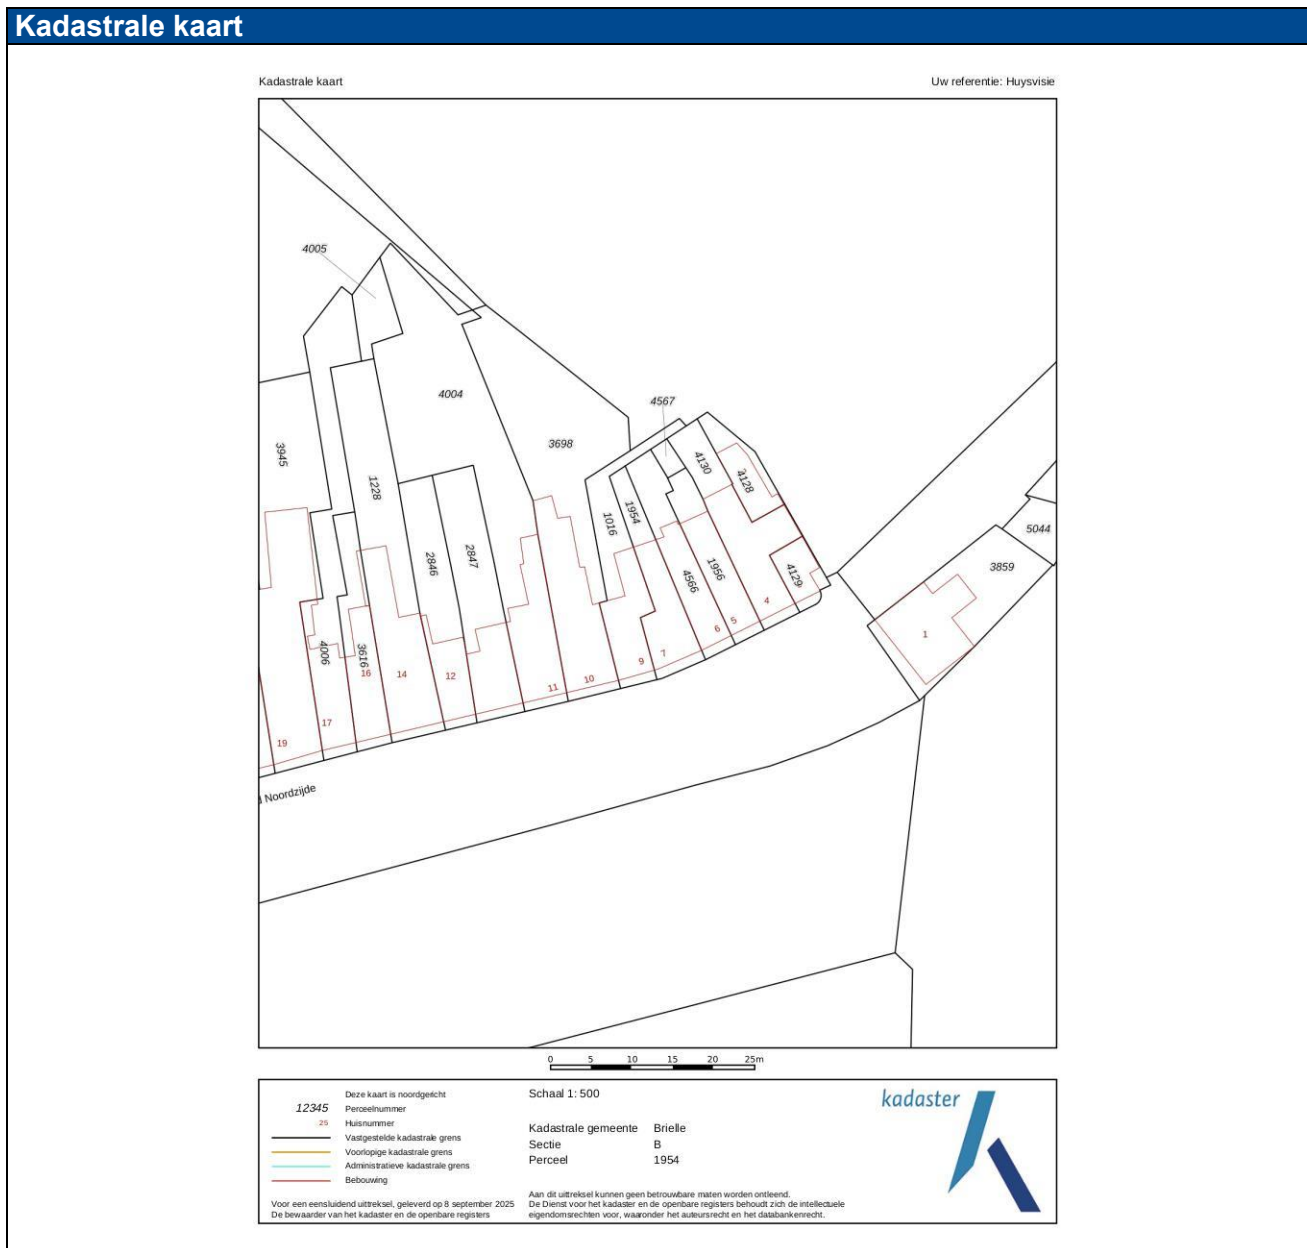 Kadastrale kaart
Kadastrale kaart
Uw referentie: Huysvisie
4005
4004
4567
3698
3945
1228
4130
4128
1016
1954
5044
3859
2846
2847
4566
1956
4129
4
1
5
6
7
9
4006
3616
16
14
12
10
11
17
19
Noordzijde
0 5 10 15 20 25m
Deze kaart is noordgericht
12345 Perceelnummer
25 Huisnummer
Vastgestelde kadastrale grens
Voorlopige kadastrale grens
Administratieve kadastrale grens
Bebouwing
Voor een eensluidend uittreksel, geleverd op 8 september 2025
De bewaarder van het kadaster en de openbare registers
Schaal 1: 500
Kadastrale gemeente Brielle
Sectie B
Perceel 1954
Aan dit uittreksel kunnen geen betrouwbare maten worden ontleend.
De Dienst voor het kadaster en de openbare registers behoudt zich de intellectuele
eigendomsrechten voor, waaronder het auteursrecht en het databankenrecht.
kadaster